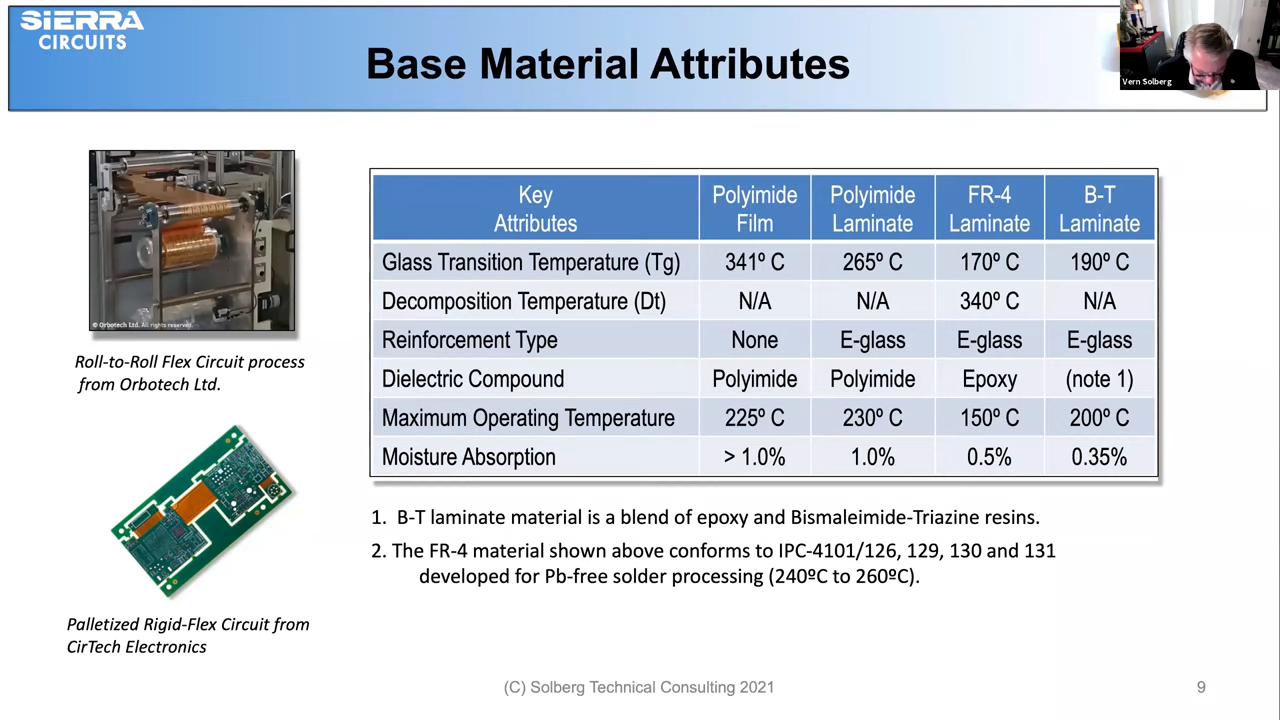 SiERRA
CIRCUITS
Base Material Attributes
Vern Solberg
© Orbotech Ltd. All rights reserved.
Roll-to-Roll Flex Circuit process
from Orbotech Ltd.
Palletized Rigid-Flex Circuit from
CirTech Electronics
Key Attributes Polyimide Film Polyimide Laminate FR-4 Laminate B-T Laminate
Glass Transition Temperature (Tg) 341º C 265º C 170º C 190º C
Decomposition Temperature (Dt) N/A N/A 340º C N/A
Reinforcement Type None E-glass E-glass E-glass
Dielectric Compound Polyimide Polyimide Epoxy (note 1)
Maximum Operating Temperature 225º C 230º C 150º C 200º C
Moisture Absorption > 1.0% 1.0% 0.5% 0.35%
1. B-T laminate material is a blend of epoxy and Bismaleimide-Triazine resins.
2. The FR-4 material shown above conforms to IPC-4101/126, 129, 130 and 131
developed for Pb-free solder processing (240ºC to 260ºC).
(C) Solberg Technical Consulting 2021
9